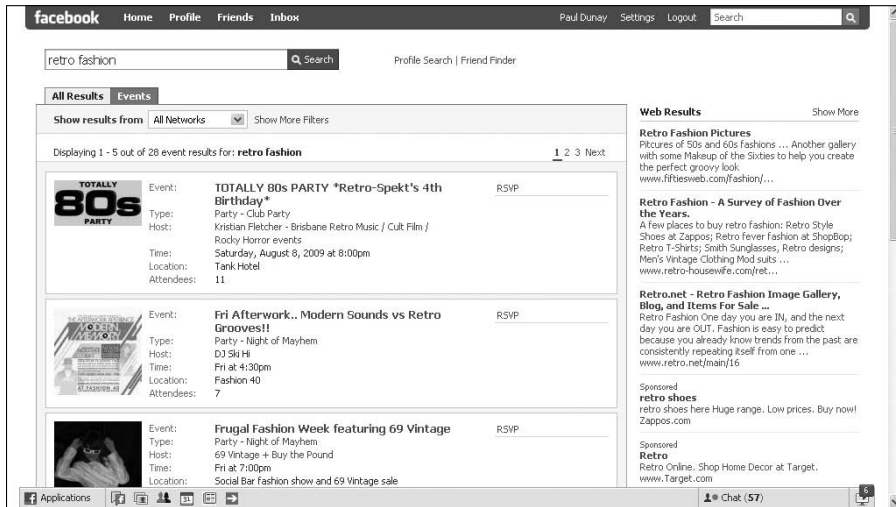 facebook Home Profile Friends Inbox Paul Dunay Settings Logout Search
retro fashion Search Profile Search | Friend Finder
All Results Events
Show results from All Networks Show More Filters
Displaying 1 - 5 out of 28 event results for: retro fashion 1 2 3 Next
TOTALLY
80s
PARTY
Event: TOTALLY 80s PARTY *Retro-Spekt's 4th
Birthday*
RSVP
Type: Party - Club Party
Host: Kristian Fletcher - Brisbane Retro Music / Cult Film /
Rocky Horror events
Time: Saturday, August 8, 2009 at 8:00pm
Location: Tank Hotel
Attendees: 11
MODERN
MEMORY
AT FASHION 40
Event: Fri Afterwork.. Modern Sounds vs Retro
Grooves!!
RSVP
Type: Party - Night of Mayhem
Host: DJ Ski Hi
Time: Fri at 4:30pm
Location: Fashion 40
Attendees: 7
Event: Frugal Fashion Week featuring 69 Vintage
RSVP
Type: Party - Night of Mayhem
Host: 69 Vintage + Buy the Pound
Time: Fri at 7:00pm
Location: Social Bar fashion show and 69 Vintage sale
Web Results Show More
Retro Fashion Pictures
Pitcures of 50s and 60s fashions ... Another gallery
with some Makeup of the Sixties to help you create
the perfect groovy look
www.fiftiesweb.com/fashion/...
Retro Fashion - A Survey of Fashion Over
the Years.
A few places to buy retro fashion: Retro Style
Shoes at Zappos; Retro fever fashion at ShopBop;
Retro T-Shirts; Smith Sunglasses, Retro designs;
Men's Vintage Clothing Mod suits ...
www.retro-housewife.com/ret...
Retro.net - Retro Fashion Image Gallery,
Blog, and Items For Sale ...
Retro Fashion One day you are IN, and the next
day you are OUT. Fashion is easy to predict
because you already know trends from the past are
consistently repeating itself from one ...
www.retro.net/main/16
Sponsored
retro shoes
retro shoes here Huge range. Low prices. Buy now!
Zappos.com
Sponsored
Retro
Retro Online. Shop Home Decor at Target.
www.Target.com
Applications 31 Chat (57) 6